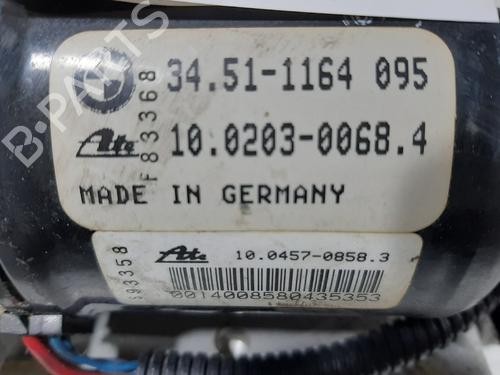 34.51-1164 095
F83368
Ate 10.0203-0068.4
MADE IN GERMANY
S93358
Ate 10.0457-0858.3
0014008580435353
B-PARTS